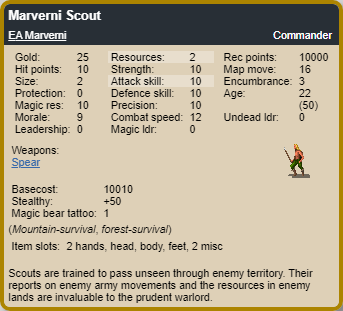 Marverni Scout
EA Marverni Commander
Gold: 25 Resources: 2 Rec points: 10000
Hit points: 10 Strength: 10 Map move: 16
Size: 2 Attack skill: 10 Encumbrance: 3
Protection: 0 Defence skill: 10 Age: 22
Magic res: 10 Precision: 10 (50)
Morale: 9 Combat speed: 12 Undead ldr: 0
Leadership: 0 Magic ldr: 0
Weapons:
Spear
Basecost: 10010
Stealthy: +50
Magic bear tattoo: 1
(Mountain-survival, forest-survival)
Item slots: 2 hands, head, body, feet, 2 misc
Scouts are trained to pass unseen through enemy territory. Their
reports on enemy army movements and the resources in enemy
lands are invaluable to the prudent warlord.